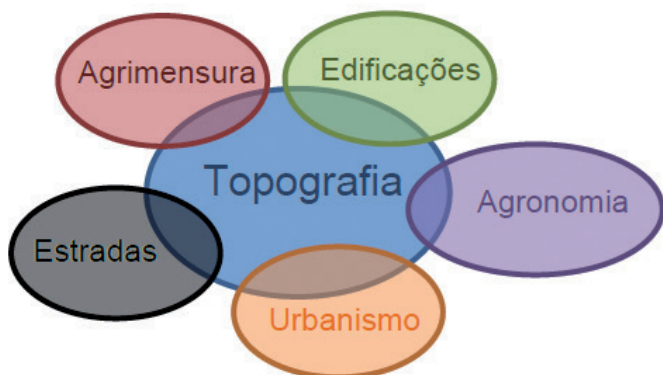 Agrimensura
Edificações
Topografia
Agronomia
Estradas
Urbanismo